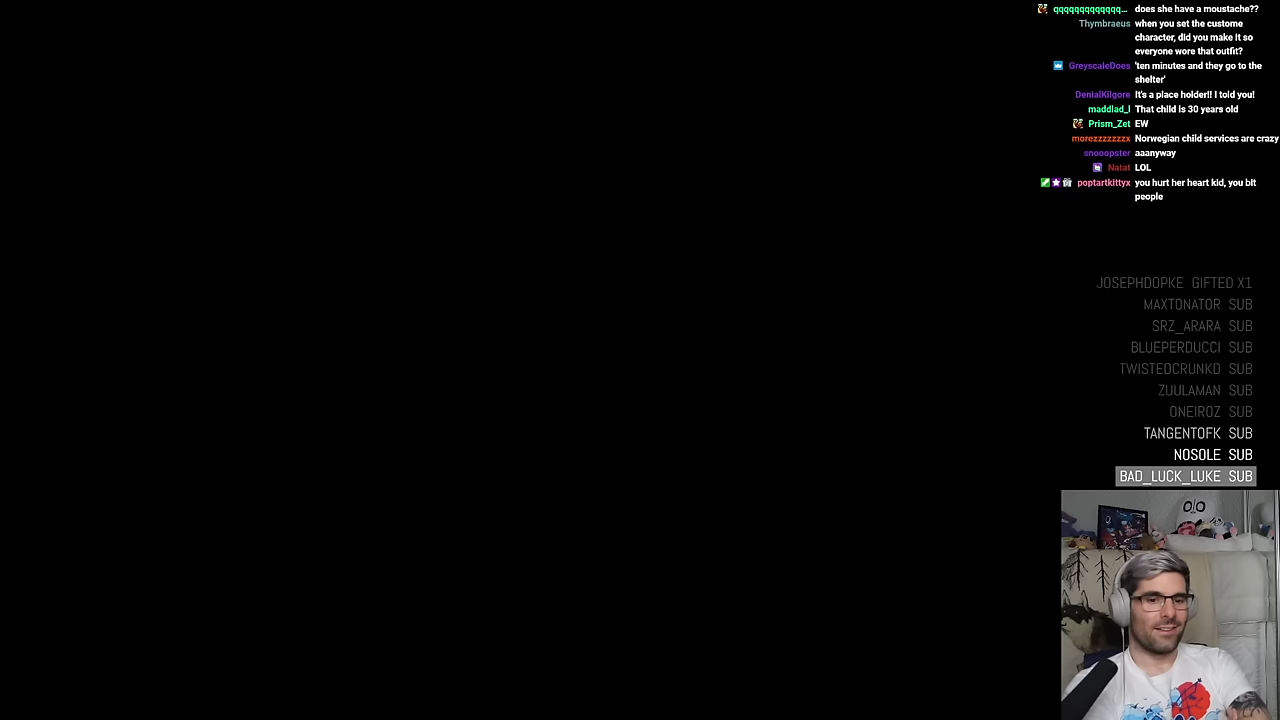 qqqqqqqqqqqqq... does she have a moustache??
Thymbraeus when you set the custome
character, did you make it so
everyone wore that outfit?
GreyscaleDoes 'ten minutes and they go to the
shelter'
DenialKilgore It's a place holder!! I told you!
maddlad_l That child is 30 years old
Prism_Zet EW
morezzzzzzzx Norwegian child services are crazy
snooopster aaanyway
Natat LOL
poptartkittyx you hurt her heart kid, you bit
people
JOSEPHDOPKE GIFTED X1
MAXTONATOR SUB
SRZ_ARARA SUB
BLUEPERDUCCI SUB
TWISTEDCRUNKD SUB
ZUULAMAN SUB
ONEIROZ SUB
TANGENTOFK SUB
NOSOLE SUB
BAD_LUCK_LUKE SUB